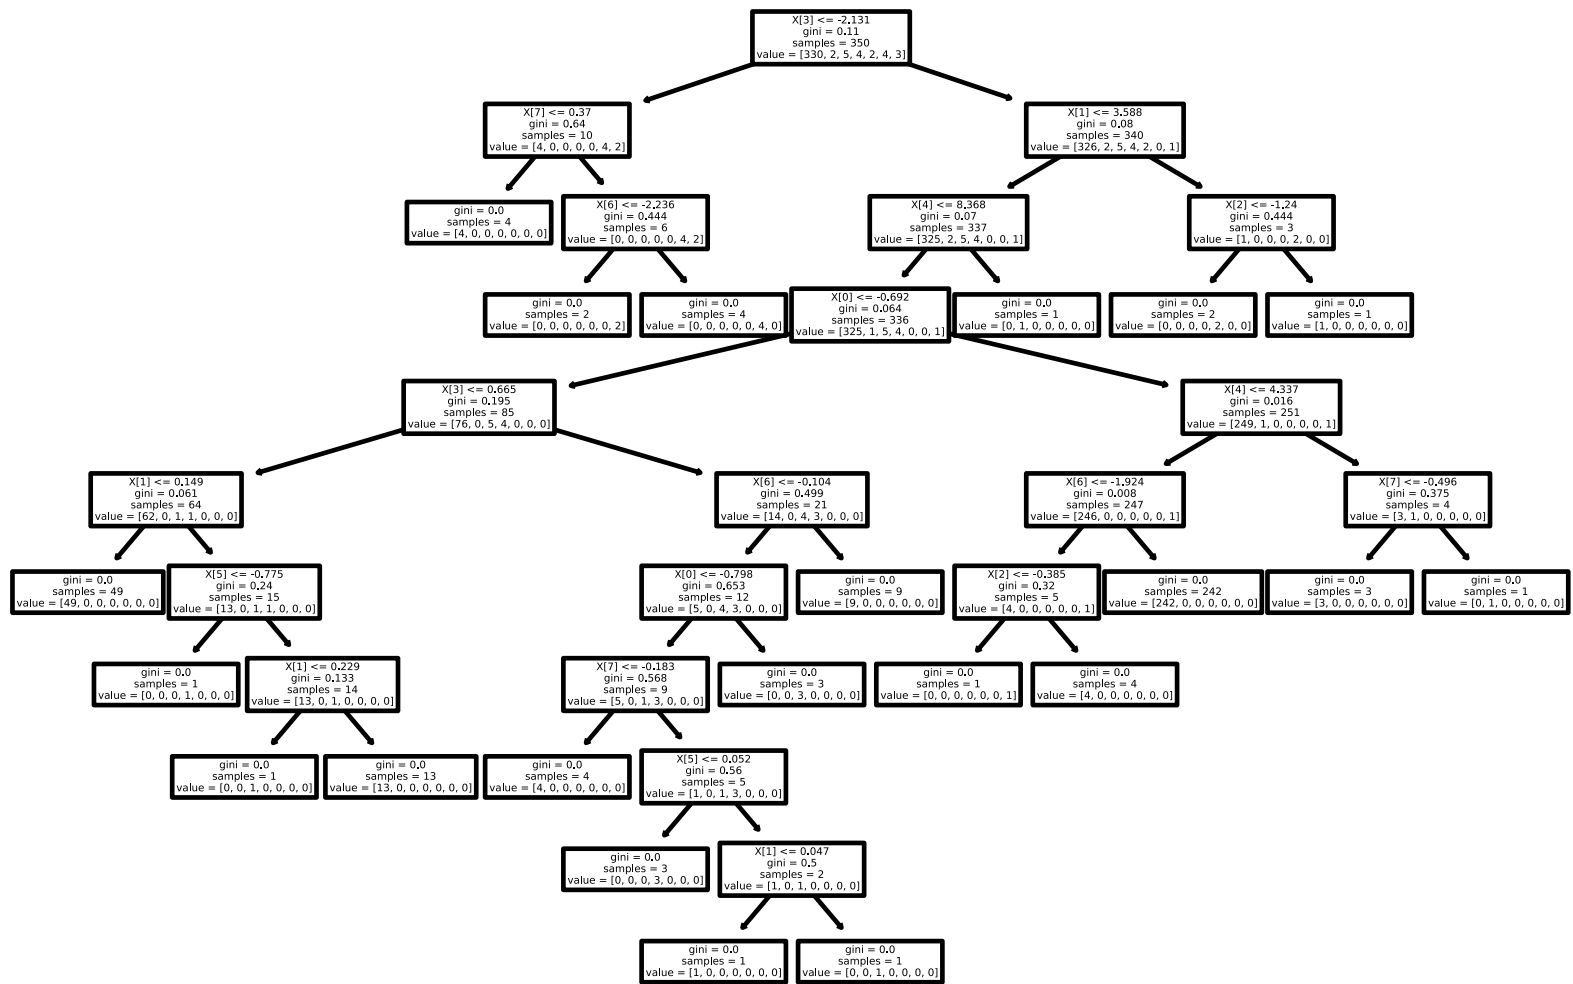 X[3] <= -2.131
gini = 0.11
samples = 350
value = [330, 2, 5, 4, 2, 4, 3]
X[7] <= 0.37
gini = 0.64
samples = 10
value = [4, 0, 0, 0, 0, 4, 2]
X[1] <= 3.588
gini = 0.08
samples = 340
value = [326, 2, 5, 4, 2, 0, 1]
gini = 0.0
samples = 4
value = [4, 0, 0, 0, 0, 0, 0]
X[6] <= -2.236
gini = 0.444
samples = 6
value = [0, 0, 0, 0, 0, 4, 2]
X[4] <= 8.368
gini = 0.07
samples = 337
value = [325, 2, 5, 4, 0, 0, 1]
X[2] <= -1.24
gini = 0.444
samples = 3
value = [1, 0, 0, 0, 2, 0, 0]
gini = 0.0
samples = 2
value = [0, 0, 0, 0, 0, 0, 2]
gini = 0.0
samples = 4
value = [0, 0, 0, 0, 0, 4, 0]
X[0] <= -0.692
gini = 0.064
samples = 336
value = [325, 1, 5, 4, 0, 0, 1]
gini = 0.0
samples = 1
value = [0, 1, 0, 0, 0, 0, 0]
gini = 0.0
samples = 2
value = [0, 0, 0, 0, 2, 0, 0]
gini = 0.0
samples = 1
value = [1, 0, 0, 0, 0, 0, 0]
X[3] <= 0.665
gini = 0.195
samples = 85
value = [76, 0, 5, 4, 0, 0, 0]
X[4] <= 4.337
gini = 0.016
samples = 251
value = [249, 1, 0, 0, 0, 0, 1]
X[1] <= 0.149
gini = 0.061
samples = 64
value = [62, 0, 1, 1, 0, 0, 0]
X[6] <= -0.104
gini = 0.499
samples = 21
value = [14, 0, 4, 3, 0, 0, 0]
X[6] <= -1.924
gini = 0.008
samples = 247
value = [246, 0, 0, 0, 0, 0, 1]
X[7] <= -0.496
gini = 0.375
samples = 4
value = [3, 1, 0, 0, 0, 0, 0]
gini = 0.0
samples = 49
value = [49, 0, 0, 0, 0, 0, 0]
X[5] <= -0.775
gini = 0.24
samples = 15
value = [13, 0, 1, 1, 0, 0, 0]
X[0] <= -0.798
gini = 0.653
samples = 12
value = [5, 0, 4, 3, 0, 0, 0]
gini = 0.0
samples = 9
value = [9, 0, 0, 0, 0, 0, 0]
X[2] <= -0.385
gini = 0.32
samples = 5
value = [4, 0, 0, 0, 0, 0, 1]
gini = 0.0
samples = 242
value = [242, 0, 0, 0, 0, 0, 0]
gini = 0.0
samples = 3
value = [3, 0, 0, 0, 0, 0, 0]
gini = 0.0
samples = 1
value = [0, 1, 0, 0, 0, 0, 0]
gini = 0.0
samples = 1
value = [0, 0, 0, 1, 0, 0, 0]
X[1] <= 0.229
gini = 0.133
samples = 14
value = [13, 0, 1, 0, 0, 0, 0]
X[7] <= -0.183
gini = 0.568
samples = 9
value = [5, 0, 1, 3, 0, 0, 0]
gini = 0.0
samples = 3
value = [0, 0, 3, 0, 0, 0, 0]
gini = 0.0
samples = 1
value = [0, 0, 0, 0, 0, 0, 1]
gini = 0.0
samples = 4
value = [4, 0, 0, 0, 0, 0, 0]
gini = 0.0
samples = 1
value = [0, 0, 1, 0, 0, 0, 0]
gini = 0.0
samples = 13
value = [13, 0, 0, 0, 0, 0, 0]
gini = 0.0
samples = 4
value = [4, 0, 0, 0, 0, 0, 0]
X[5] <= 0.052
gini = 0.56
samples = 5
value = [1, 0, 1, 3, 0, 0, 0]
gini = 0.0
samples = 3
value = [0, 0, 0, 3, 0, 0, 0]
X[1] <= 0.047
gini = 0.5
samples = 2
value = [1, 0, 1, 0, 0, 0, 0]
gini = 0.0
samples = 1
value = [1, 0, 0, 0, 0, 0, 0]
gini = 0.0
samples = 1
value = [0, 0, 1, 0, 0, 0, 0]